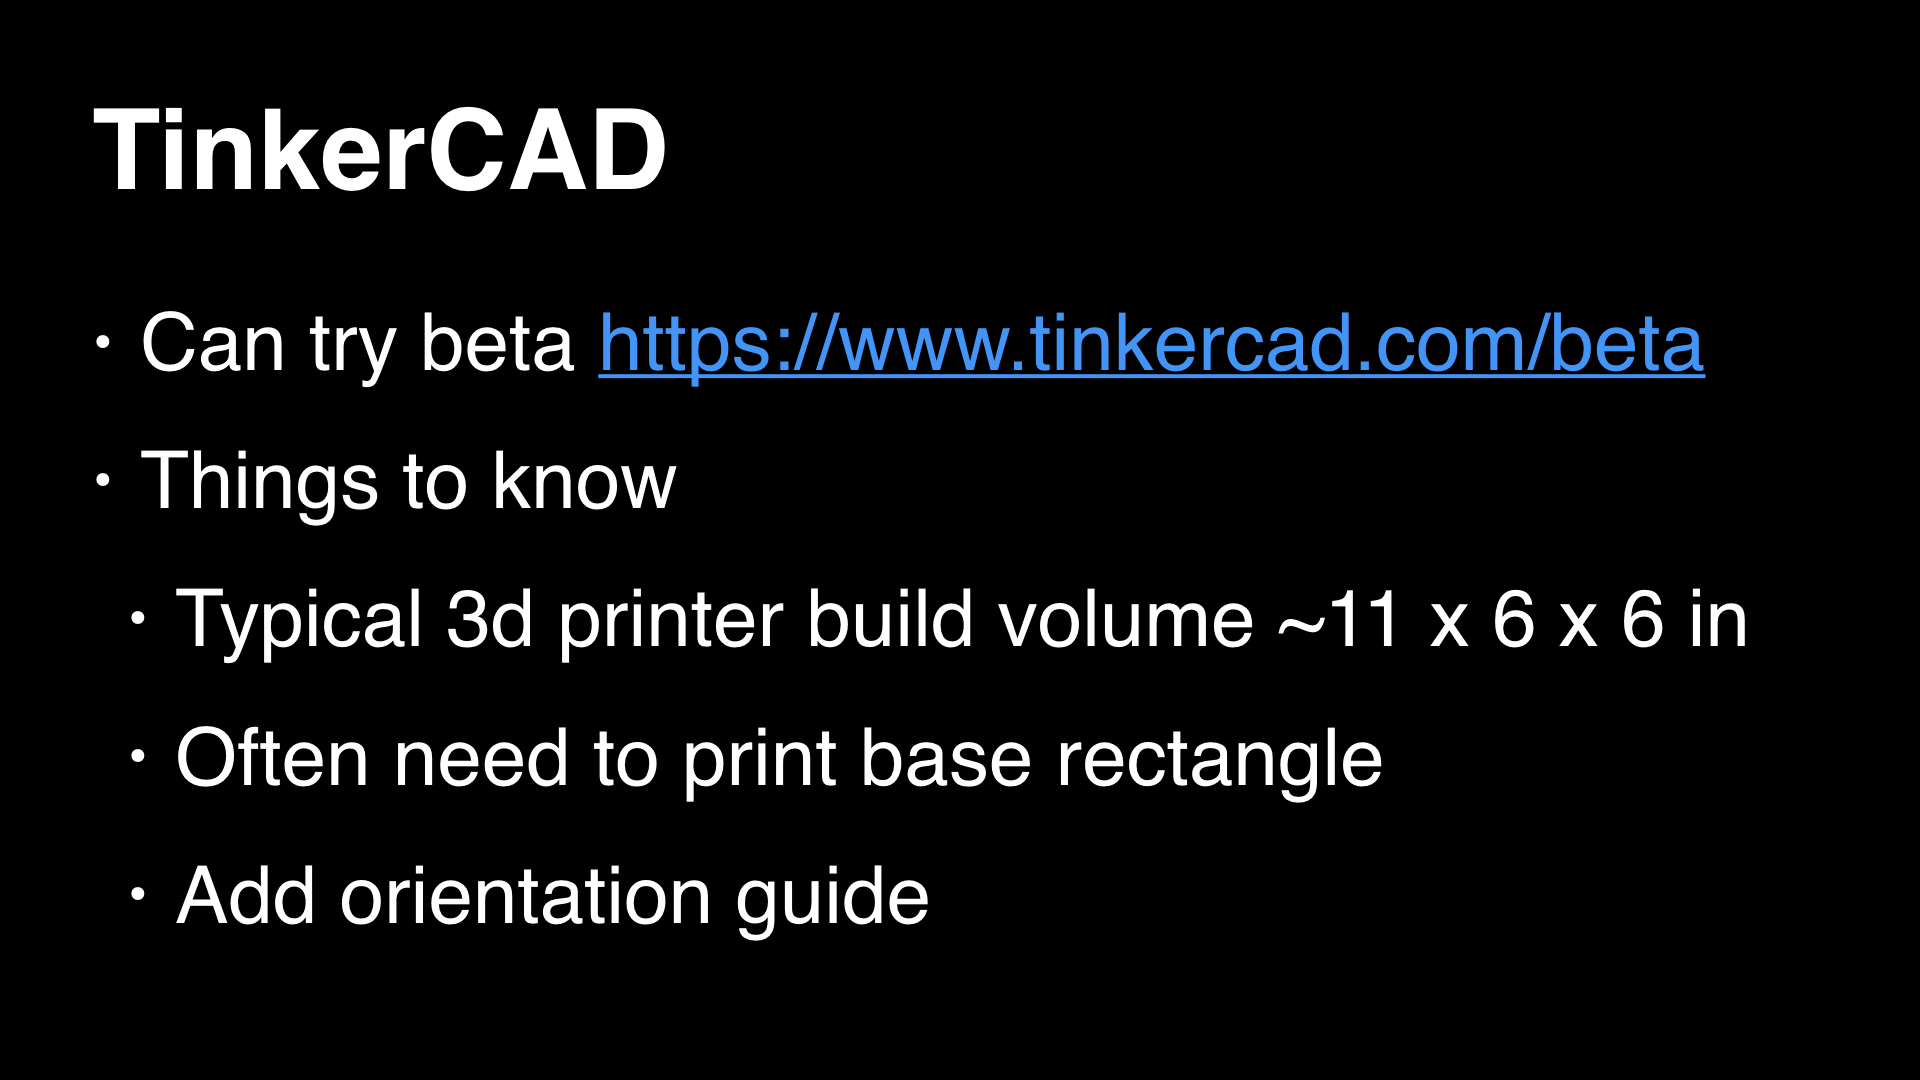 TinkerCAD
• Can try beta https://www.tinkercad.com/beta
• Things to know
• Typical 3d printer build volume ~11 x 6 x 6 in
• Often need to print base rectangle
• Add orientation guide